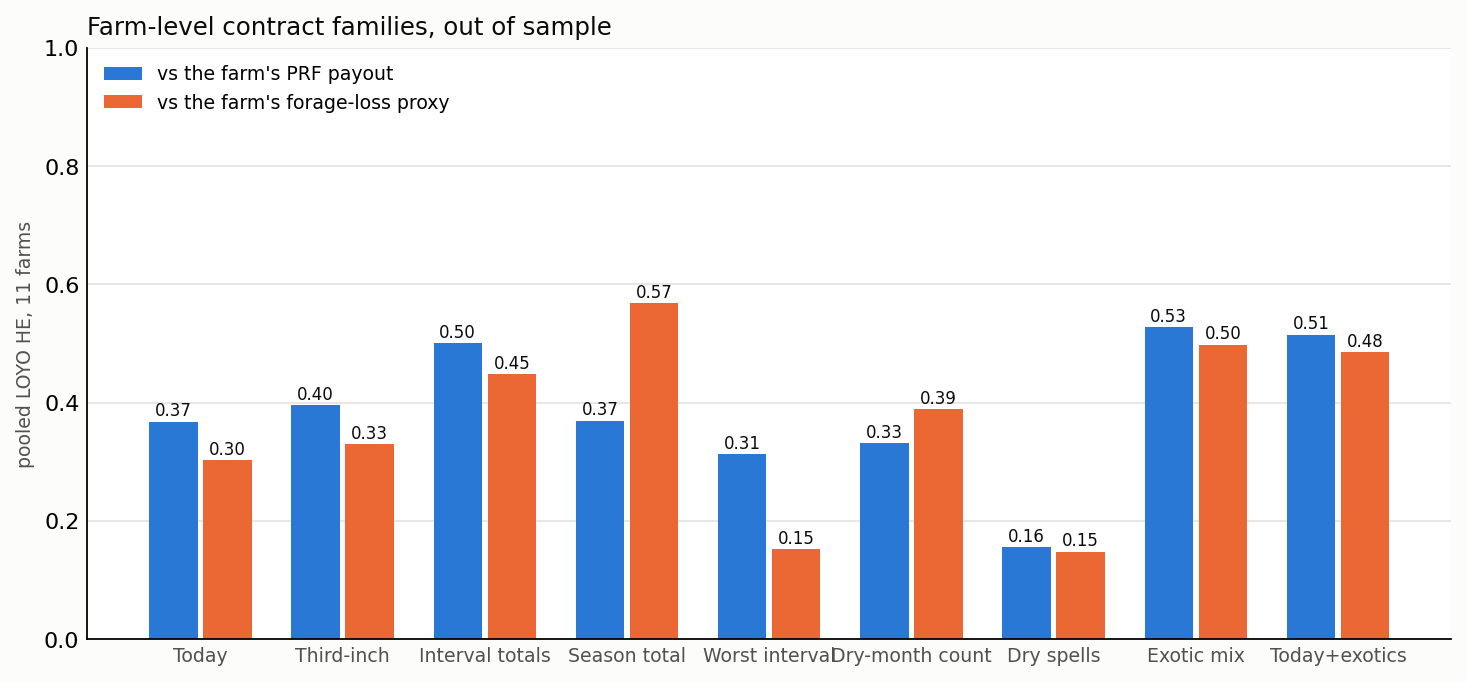 Farm-level contract families, out of sample
vs the farm's PRF payout
vs the farm's forage-loss proxy
pooled LOYO HE, 11 farms
1.0
0.8
0.6
0.4
0.2
0.0
0.37
0.30
0.40
0.33
0.50
0.45
0.37
0.57
0.31
0.15
0.33
0.39
0.16
0.15
0.53
0.50
0.51
0.48
Today
Third-inch
Interval totals
Season total
Worst interval
Dry-month count
Dry spells
Exotic mix
Today+exotics